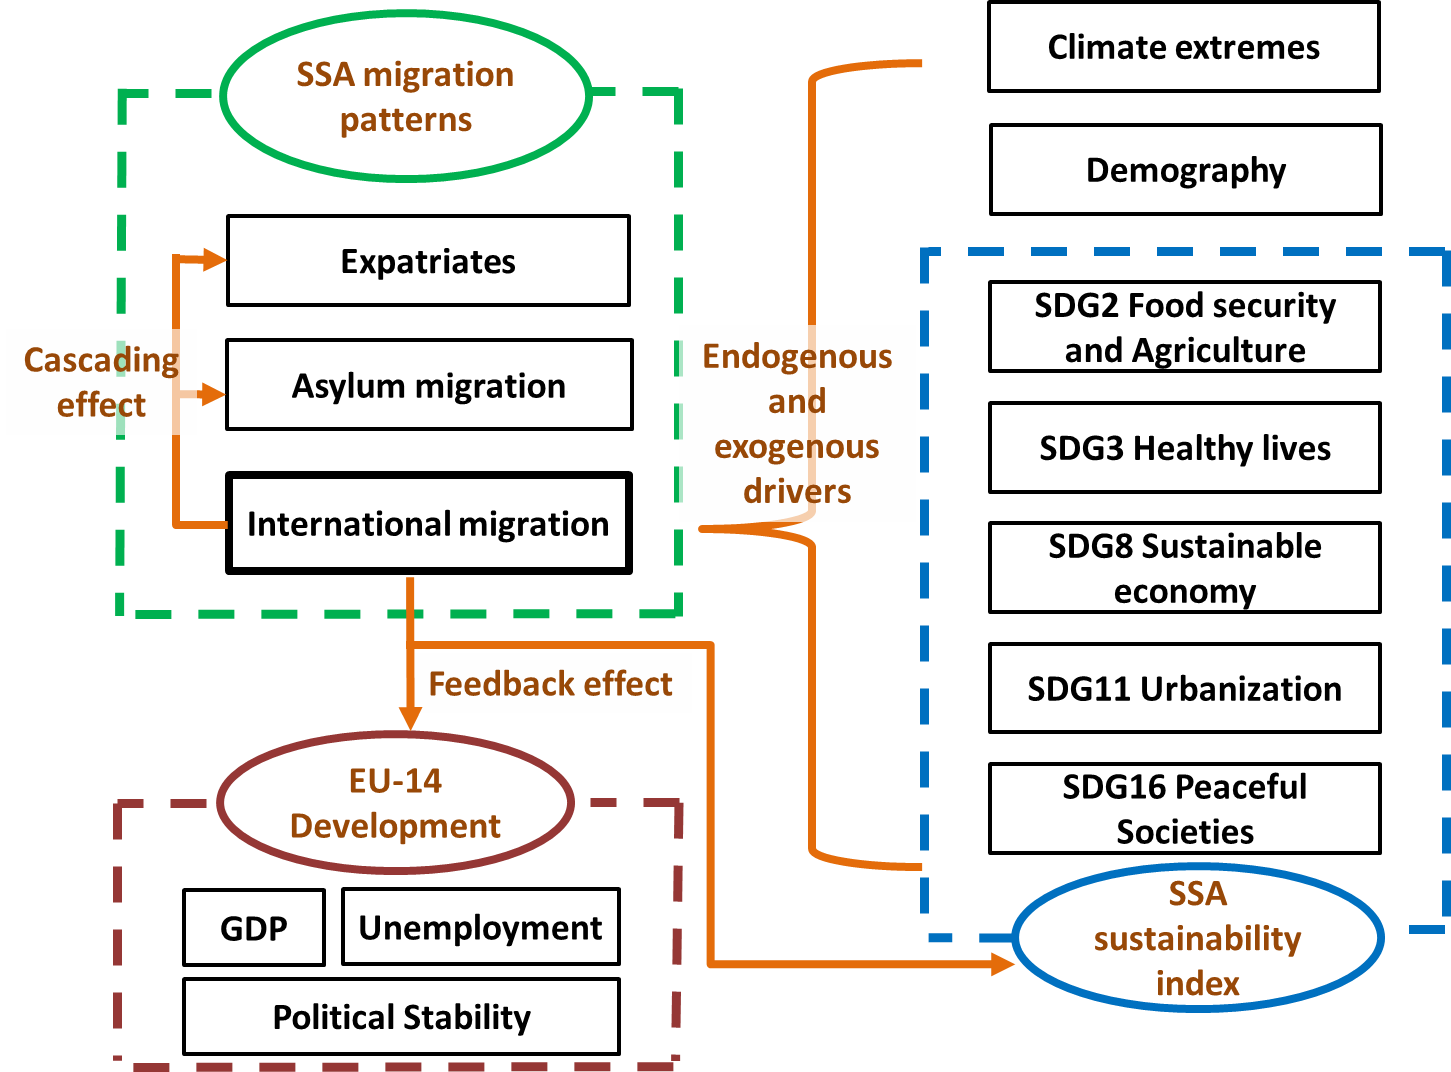 SSA migration
patterns
Expatriates
Cascading
effect
Asylum migration
International migration
Endogenous
and
exogenous
drivers
Climate extremes
Demography
SDG2 Food security
and Agriculture
SDG3 Healthy lives
SDG8 Sustainable
economy
SDG11 Urbanization
SDG16 Peaceful
Societies
SSA
sustainability
index
Feedback effect
EU-14
Development
GDP
Unemployment
Political Stability